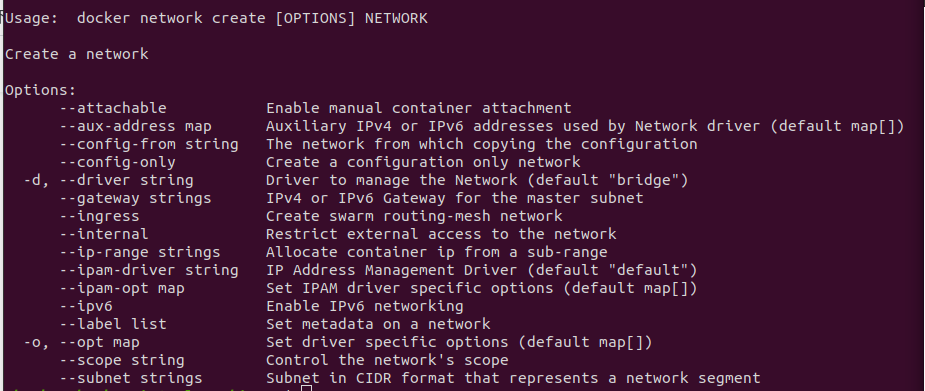 Usage:  docker network create [OPTIONS] NETWORK
Create a network
Options:
      --attachable           Enable manual container attachment
      --aux-address map      Auxiliary IPv4 or IPv6 addresses used by Network driver (default map[])
      --config-from string   The network from which copying the configuration
      --config-only          Create a configuration only network
  -d, --driver string        Driver to manage the Network (default "bridge")
      --gateway strings      IPv4 or IPv6 Gateway for the master subnet
      --ingress              Create swarm routing-mesh network
      --internal             Restrict external access to the network
      --ip-range strings     Allocate container ip from a sub-range
      --ipam-driver string   IP Address Management Driver (default "default")
      --ipam-opt map         Set IPAM driver specific options (default map[])
      --ipv6                 Enable IPv6 networking
      --label list           Set metadata on a network
  -o, --opt map              Set driver specific options (default map[])
      --scope string         Control the network's scope
      --subnet strings       Subnet in CIDR format that represents a network segment